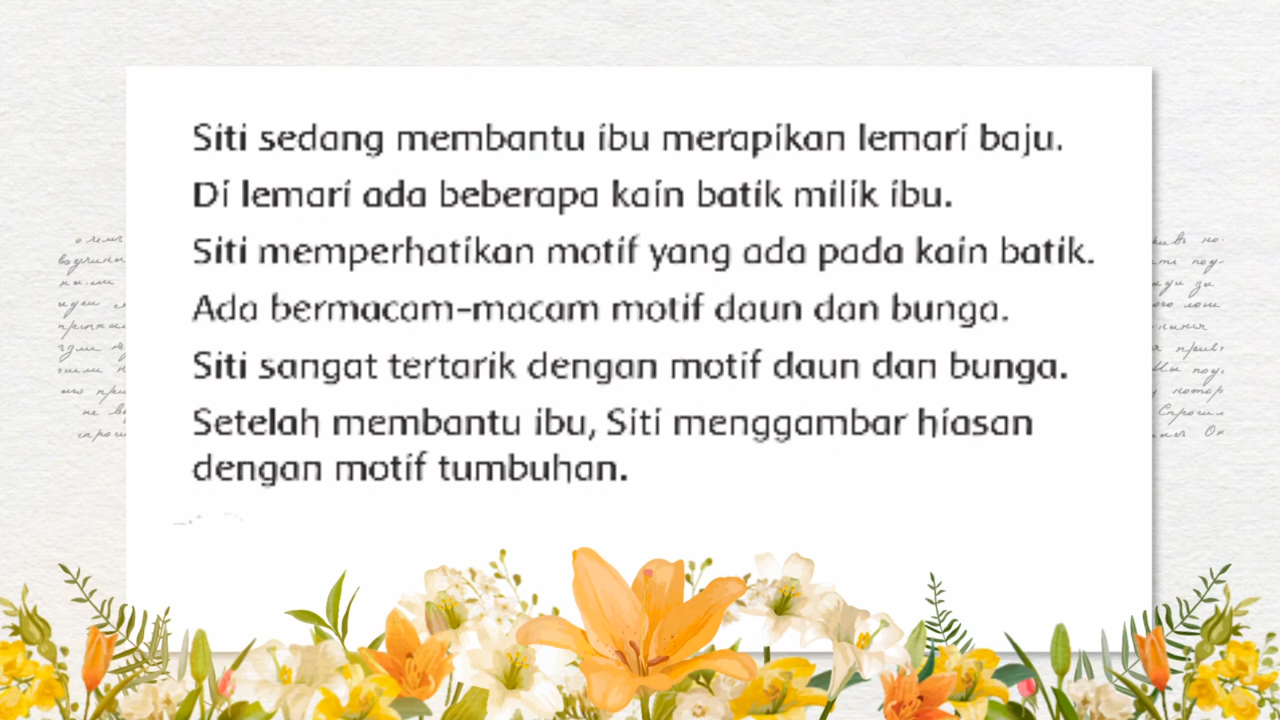 Siti sedang membantu ibu merapikan lemari baju.
Di lemari ada beberapa kain batik milik ibu.
Siti memperhatikan motif yang ada pada kain batik.
Ada bermacam-macam motif daun dan bunga.
Siti sangat tertarik dengan motif daun dan bunga.
Setelah membantu ibu, Siti menggambar hiasan
dengan motif tumbuhan.